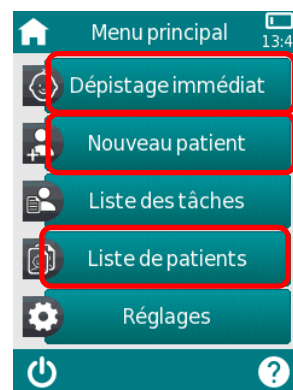 Menu principal
13:4
Dépistage immédiat
Nouveau patient
Liste des tâches
Liste de patients
Réglages
?